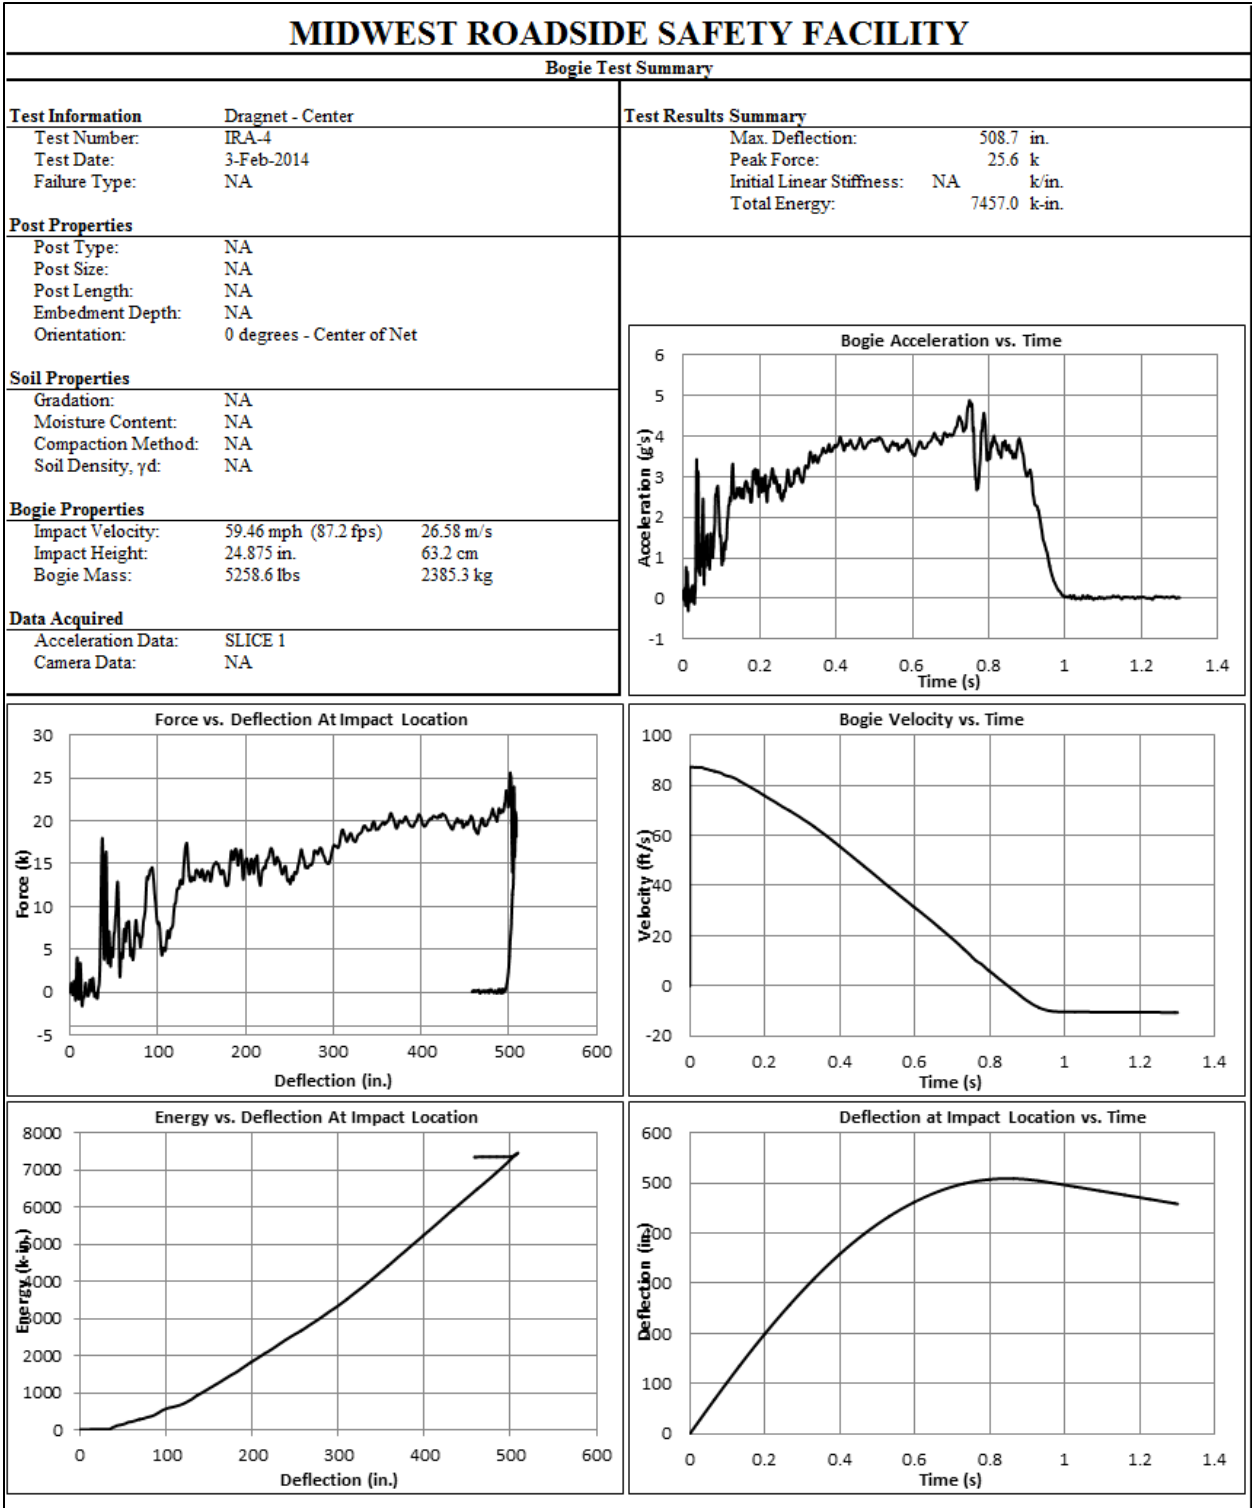 MIDWEST ROADSIDE SAFETY FACILITY
Bogie Test Summary
Test Information Dragnet - Center
Test Number: IRA-4
Test Date: 3-Feb-2014
Failure Type: NA
Post Properties
Post Type: NA
Post Size: NA
Post Length: NA
Embedment Depth: NA
Orientation: 0 degrees - Center of Net
Soil Properties
Gradation: NA
Moisture Content: NA
Compaction Method: NA
Soil Density, γd: NA
Bogie Properties
Impact Velocity: 59.46 mph (87.2 fps) 26.58 m/s
Impact Height: 24.875 in. 63.2 cm
Bogie Mass: 5258.6 lbs 2385.3 kg
Data Acquired
Acceleration Data: SLICE 1
Camera Data: NA
Test Results Summary
Max. Deflection: 508.7 in.
Peak Force: 25.6 k
Initial Linear Stiffness: NA k/in.
Total Energy: 7457.0 k-in.
Bogie Acceleration vs. Time
Acceleration (g's)
6
5
4
3
2
1
0
-1
0 0.2 0.4 0.6 0.8 1 1.2 1.4
Time (s)
Force vs. Deflection At Impact Location
Force (k)
30
25
20
15
10
5
0
-5
0 100 200 300 400 500 600
Deflection (in.)
Bogie Velocity vs. Time
Velocity (ft/s)
100
80
60
40
20
0
-20
0 0.2 0.4 0.6 0.8 1 1.2 1.4
Time (s)
Energy vs. Deflection At Impact Location
Energy (k-in.)
8000
7000
6000
5000
4000
3000
2000
1000
0
0 100 200 300 400 500 600
Deflection (in.)
Deflection at Impact Location vs. Time
Deflection (in.)
600
500
400
300
200
100
0
0 0.2 0.4 0.6 0.8 1 1.2 1.4
Time (s)